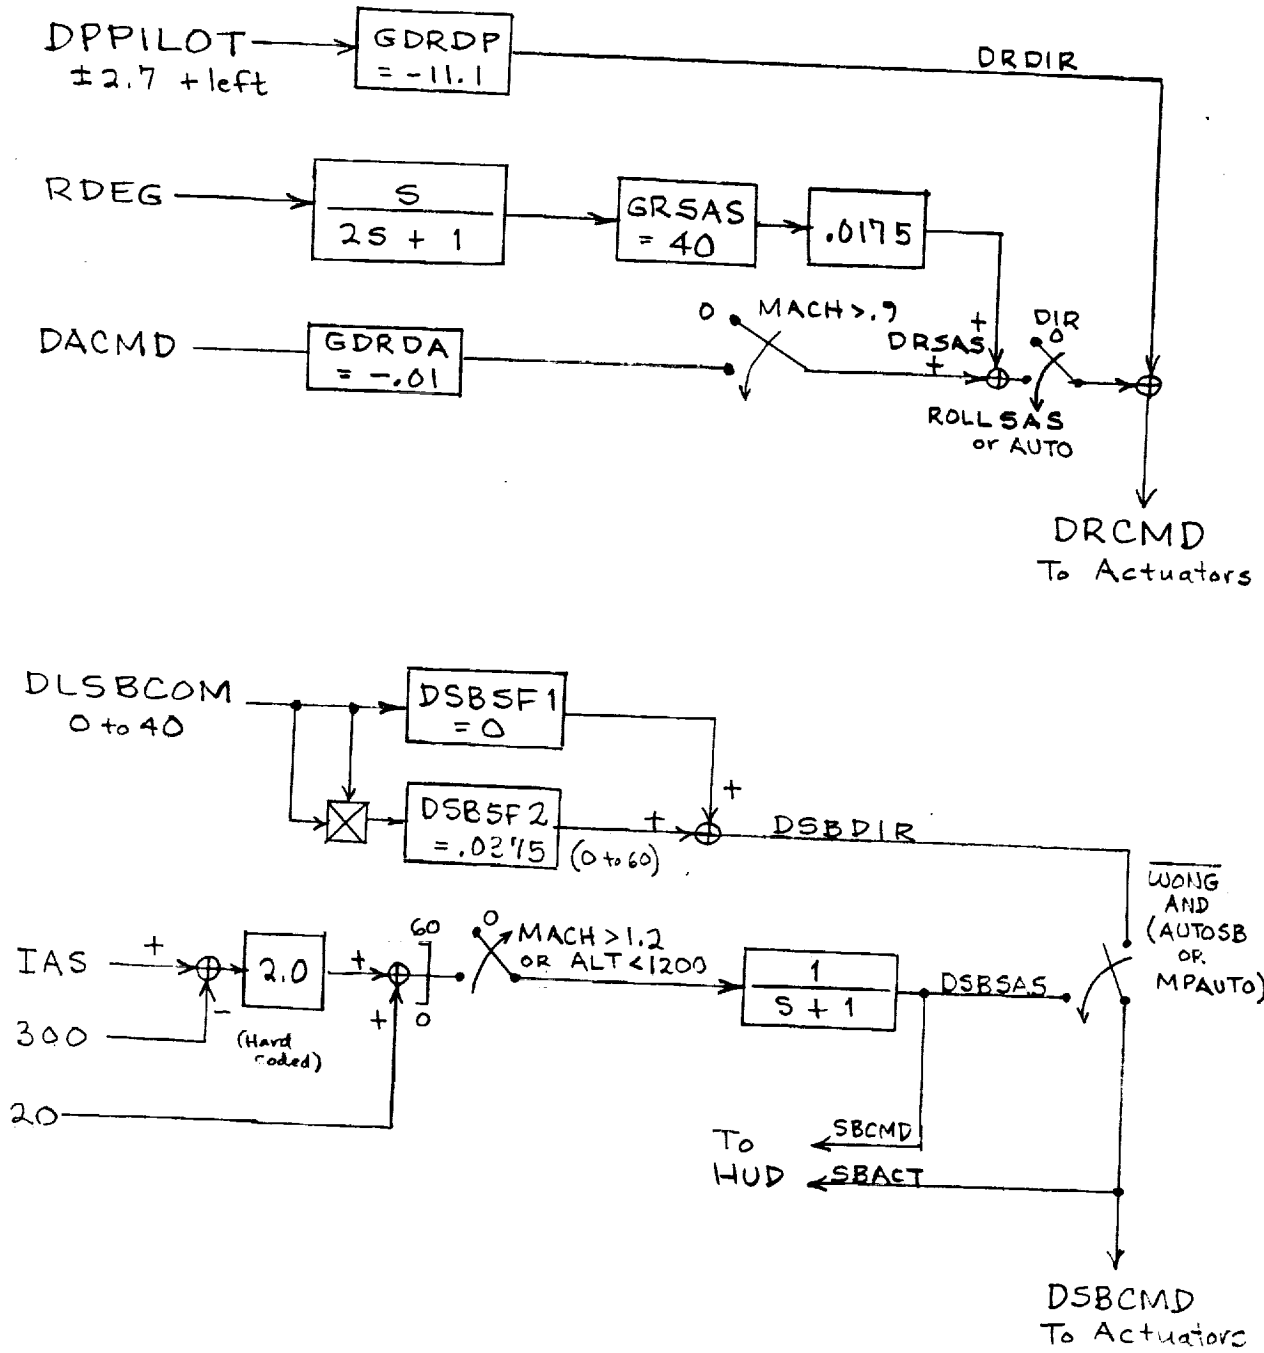 DPPILOT
±2.7 +left
GDRDP
= -11.1
DRDIR
RDEG
S
2S + 1
GRSAS
= 40
.0175
DACMD
GDRDA
= -.01
0
MACH>.9
DRSAS
+
+
DIR
0
ROLL SAS
or AUTO
DRCMD
To Actuators
DLSBCOM
0 to 40
DSBSF1
= 0
DSBSF2
= .0375
(0 to 60)
+
+
DSBDIR
WONG
AND
(AUTOSB
OR
MPAUTO)
IAS
+
-
300
2.0
(Hard
coded)
+
+
20
60
0
0
MACH>1.2
OR ALT<1200
1
S + 1
DSBSAS
To
HUD
SBCMD
SBACT
DSBCMD
To Actuators